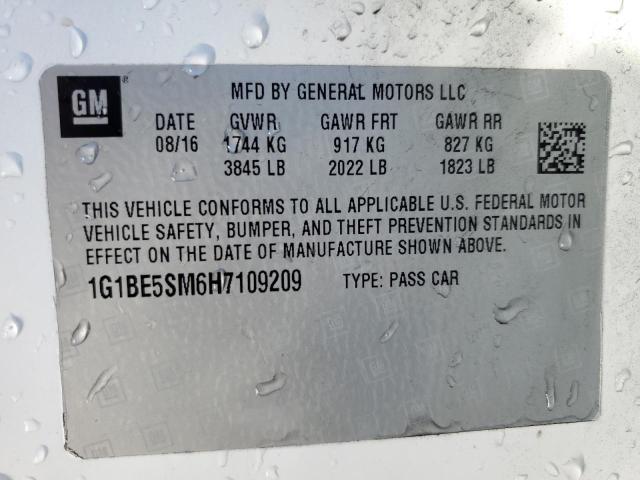 GM ®
MFD BY GENERAL MOTORS LLC
DATE GVWR GAWR FRT GAWR RR
08/16 1744 KG 917 KG 827 KG
3845 LB 2022 LB 1823 LB
THIS VEHICLE CONFORMS TO ALL APPLICABLE U.S. FEDERAL MOTOR
VEHICLE SAFETY, BUMPER, AND THEFT PREVENTION STANDARDS IN
EFFECT ON THE DATE OF MANUFACTURE SHOWN ABOVE.
1G1BE5SM6H7109209 TYPE: PASS CAR